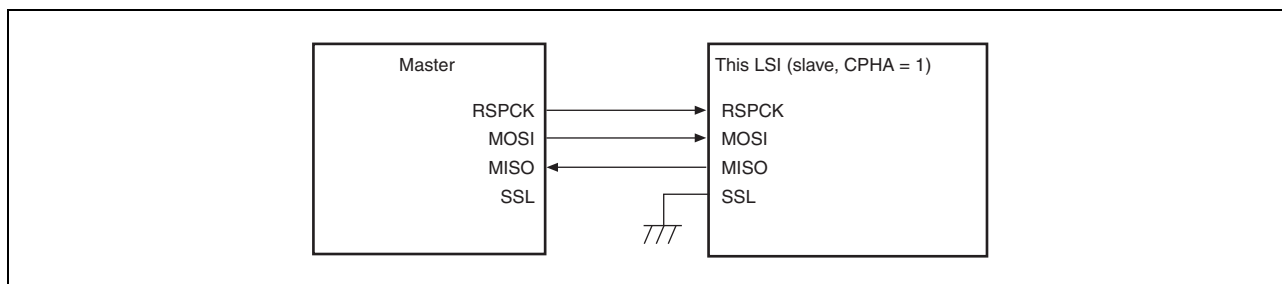 Master
This LSI (slave, CPHA = 1)
RSPCK
RSPCK
MOSI
MOSI
MISO
MISO
SSL
SSL